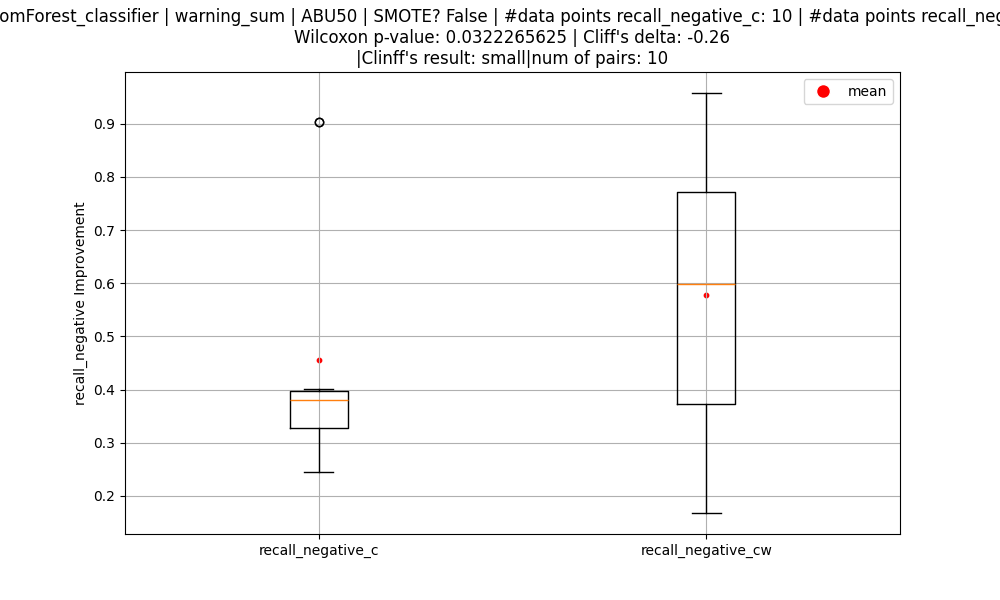 omForest_classifier | warning_sum | ABU50 | SMOTE? False | #data points recall_negative_c: 10 | #data points recall_neg
Wilcoxon p-value: 0.0322265625 | Cliff's delta: -0.26
|Clinff's result: small|num of pairs: 10
mean
0.9
0.8
0.7
0.6
0.5
0.4
0.3
0.2
recall_negative Improvement
recall_negative_c
recall_negative_cw